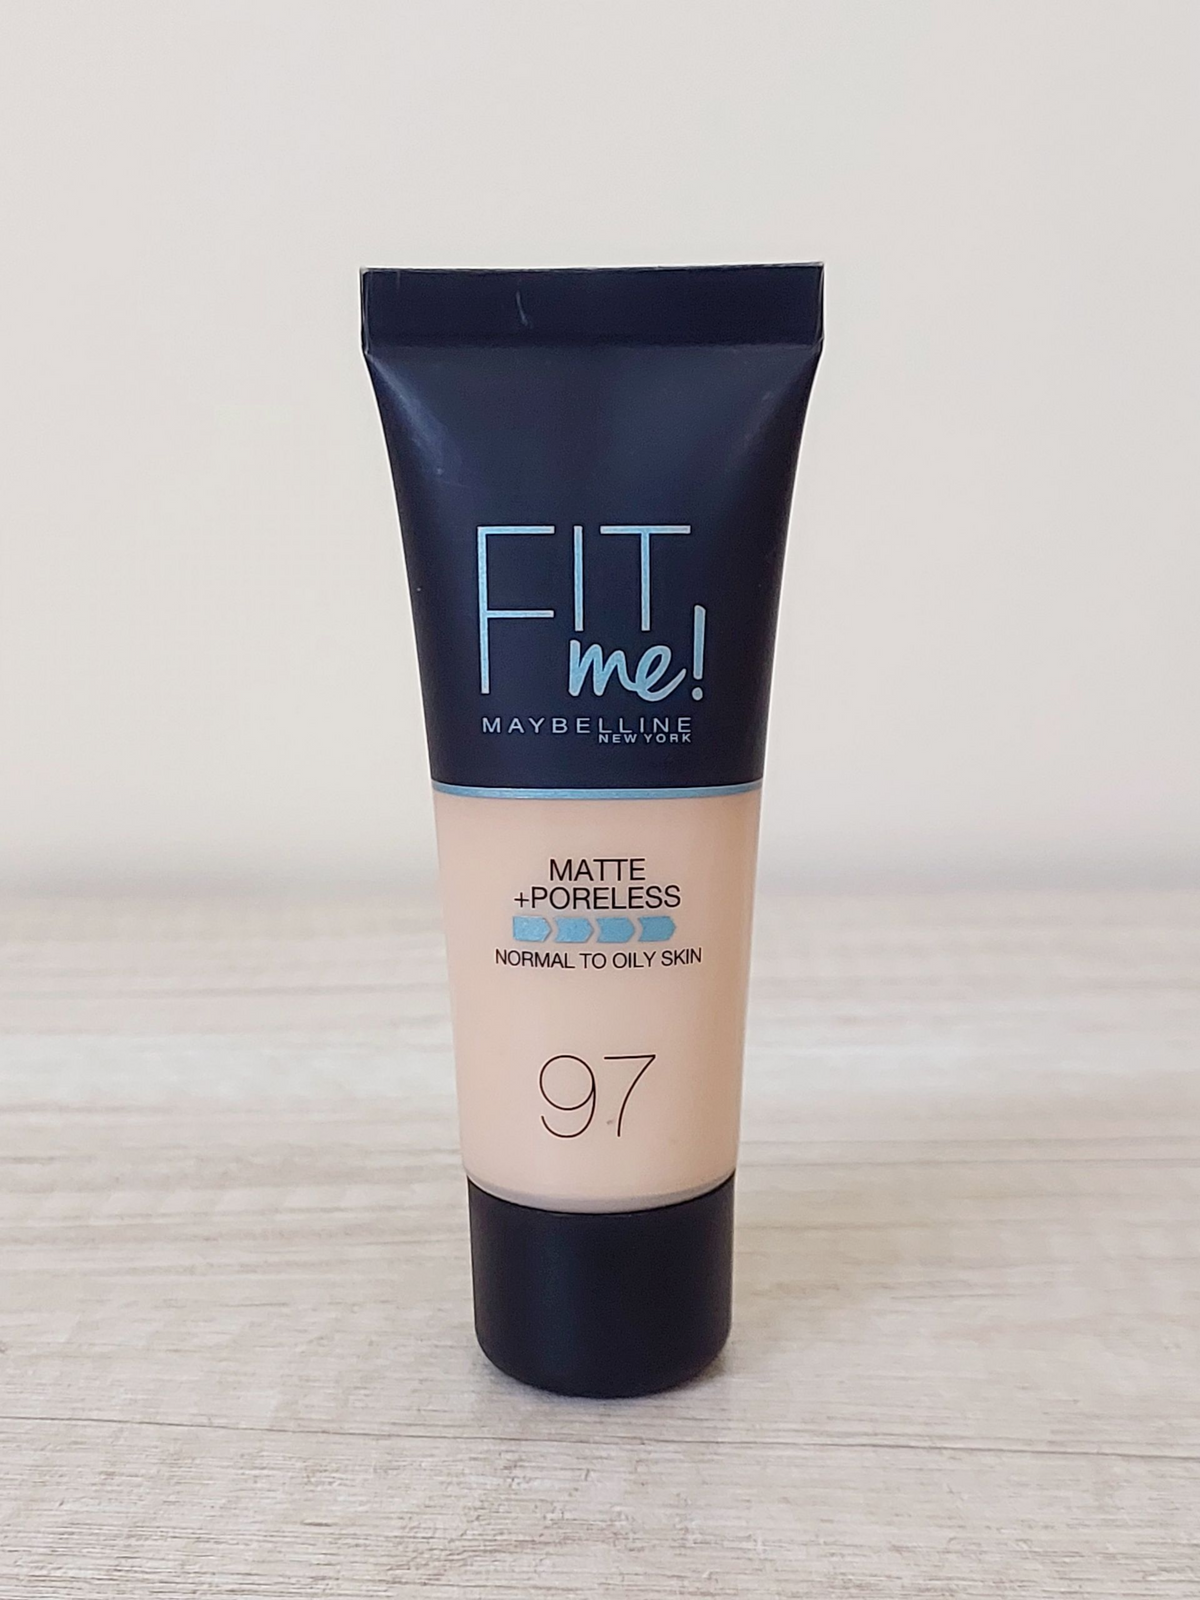 FIT
me!
MAYBELLINE
NEW YORK
MATTE
+PORELESS
NORMAL TO OILY SKIN
97